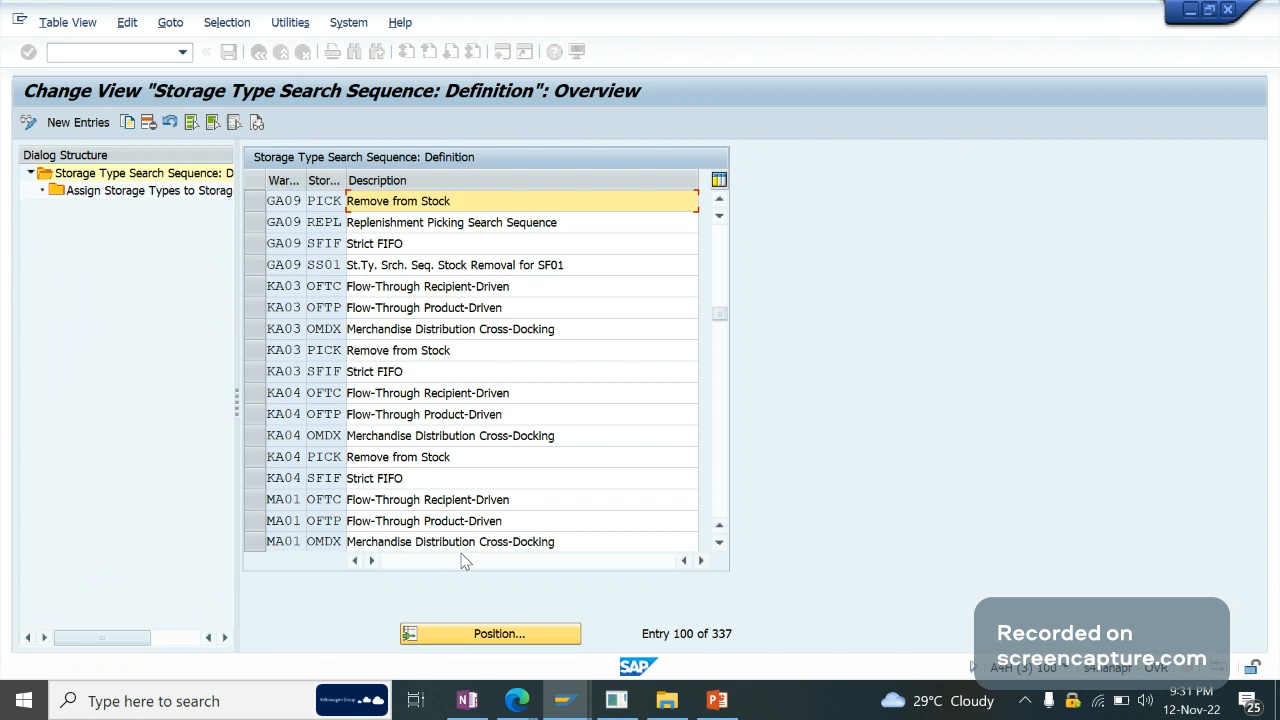 Table View Edit Goto Selection Utilities System Help
Change View "Storage Type Search Sequence: Definition": Overview
New Entries
Dialog Structure
Storage Type Search Sequence: D
Assign Storage Types to Storag
Storage Type Search Sequence: Definition
War... Stor... Description
GA09 PICK Remove from Stock
GA09 REPL Replenishment Picking Search Sequence
GA09 SFIF Strict FIFO
GA09 SS01 St.Ty. Srch. Seq. Stock Removal for SF01
KA03 OFTC Flow-Through Recipient-Driven
KA03 OFTP Flow-Through Product-Driven
KA03 OMDX Merchandise Distribution Cross-Docking
KA03 PICK Remove from Stock
KA03 SFIF Strict FIFO
KA04 OFTC Flow-Through Recipient-Driven
KA04 OFTP Flow-Through Product-Driven
KA04 OMDX Merchandise Distribution Cross-Docking
KA04 PICK Remove from Stock
KA04 SFIF Strict FIFO
MA01 OFTC Flow-Through Recipient-Driven
MA01 OFTP Flow-Through Product-Driven
MA01 OMDX Merchandise Distribution Cross-Docking
Position... Entry 100 of 337
Recorded on
screencapture.com
SAP
A4H (3) 100 s4hanapr OVR
Type here to search
Volkswagen Group
29°C Cloudy
9:31 PM
12-Nov-22
25